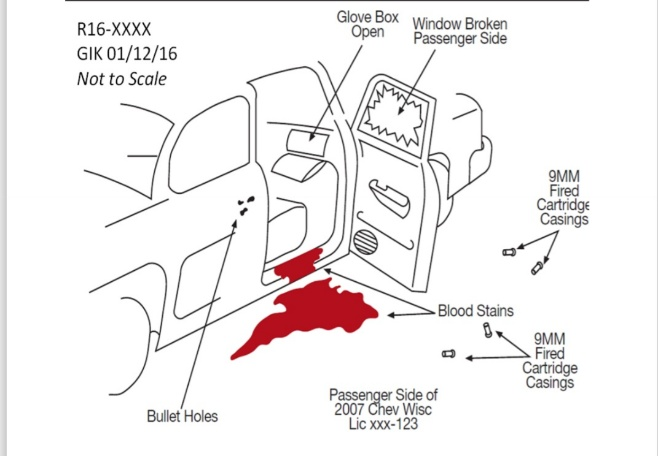 R16-XXXX
GIK 01/12/16
Not to Scale
Glove Box
Open
Window Broken
Passenger Side
9MM
Fired
Cartridge
Casings
Blood Stains
9MM
Fired
Cartridge
Casings
Bullet Holes
Passenger Side of
2007 Chev Wisc
Lic xxx-123